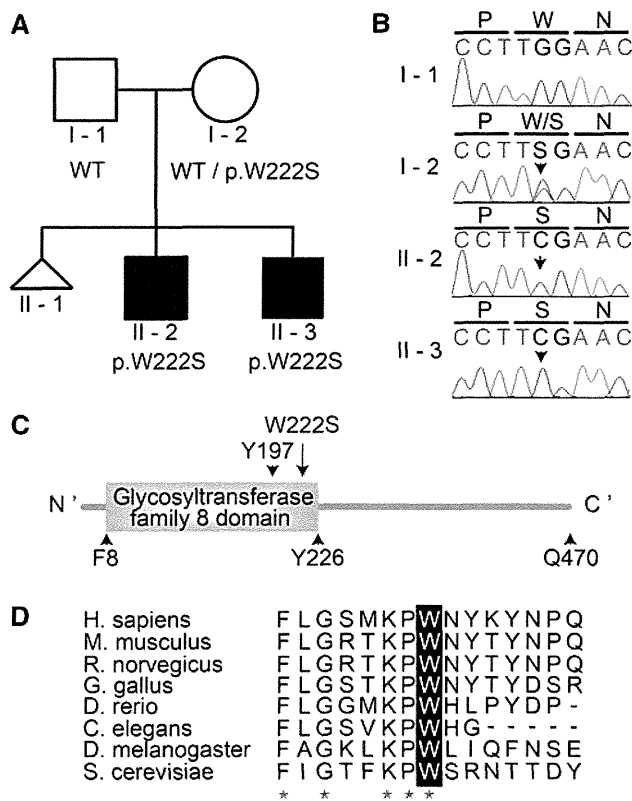 A
I - 1
I - 2
WT
WT / p.W222S
II - 1
II - 2
II - 3
p.W222S
p.W222S
B
P W N
C C T T G G A A C
I - 1
P W/S N
C C T T S G A A C
I - 2
P S N
C C T T C G A A C
II - 2
P S N
C C T T C G A A C
II - 3
C
W222S
Y197
N '
Glycosyltransferase
family 8 domain
C '
F8
Y226
Q470
D
H. sapiens F L G S M K P W N Y K Y N P Q
M. musculus F L G R T K P W N Y T Y N P Q
R. norvegicus F L G R T K P W N Y T Y N P Q
G. gallus F L G S T K P W N Y T Y D S R
D. rerio F L G G M K P W H L P Y D P -
C. elegans F L G S V K P W H G - - - - -
D. melanogaster F A G K L K P W L I Q F N S E
S. cerevisiae F I G T F K P W S R N T T D Y
* * * * *